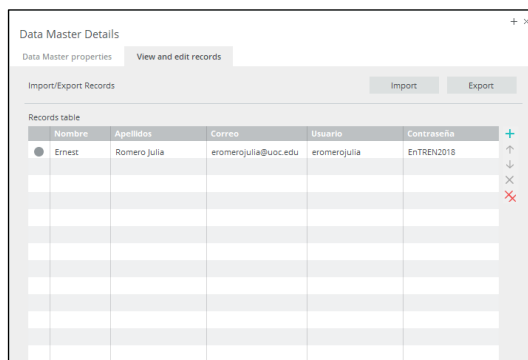 Data Master Details
Data Master properties View and edit records
Import/Export Records Import Export
Records table
Nombre Apellidos Correo Usuario Contraseña
Ernest Romero Julia eromerojulia@uoc.edu eromerojulia EnTREN2018